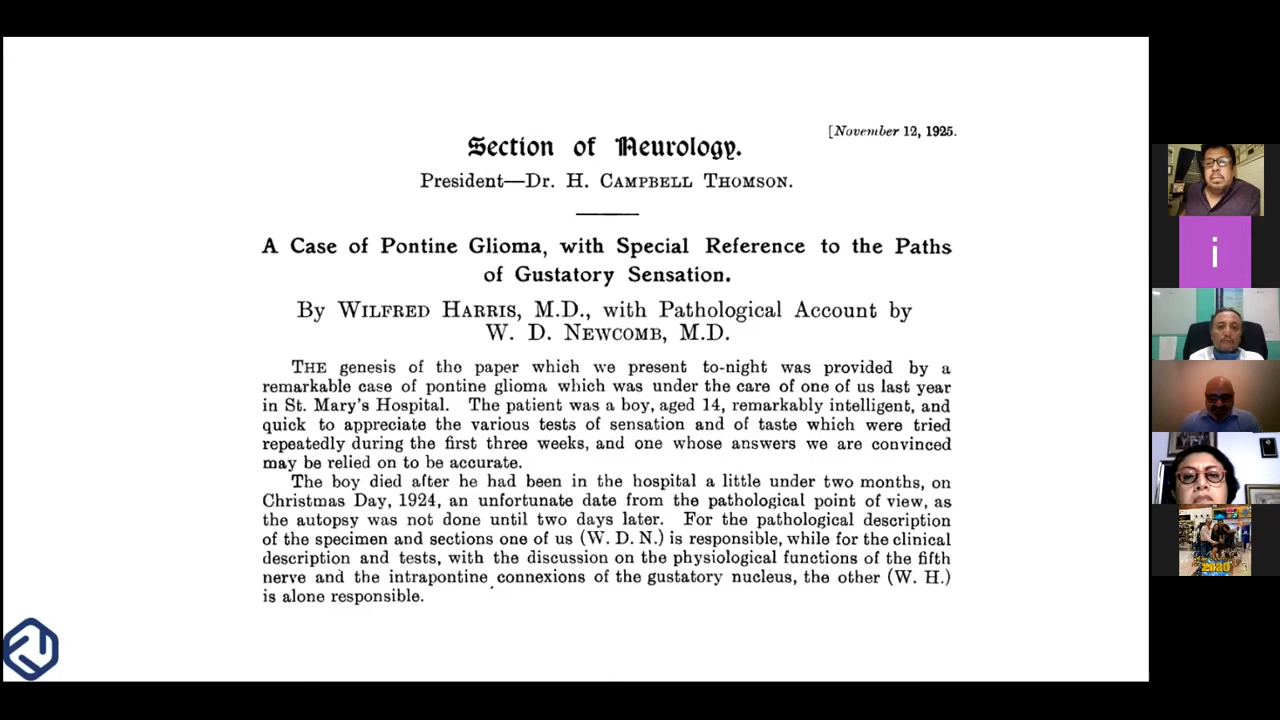 [November 12, 1925.
Section of Neurology.
President—Dr. H. CAMPBELL THOMSON.
A Case of Pontine Glioma, with Special Reference to the Paths
of Gustatory Sensation.
By WILFRED HARRIS, M.D., with Pathological Account by
W. D. NEWCOMB, M.D.
THE genesis of the paper which we present to-night was provided by a
remarkable case of pontine glioma which was under the care of one of us last year
in St. Mary's Hospital. The patient was a boy, aged 14, remarkably intelligent, and
quick to appreciate the various tests of sensation and of taste which were tried
repeatedly during the first three weeks, and one whose answers we are convinced
may be relied on to be accurate.
The boy died after he had been in the hospital a little under two months, on
Christmas Day, 1924, an unfortunate date from the pathological point of view, as
the autopsy was not done until two days later. For the pathological description
of the specimen and sections one of us (W. D. N.) is responsible, while for the clinical
description and tests, with the discussion on the physiological functions of the fifth
nerve and the intrapontine connexions of the gustatory nucleus, the other (W. H.)
is alone responsible.
i
2020